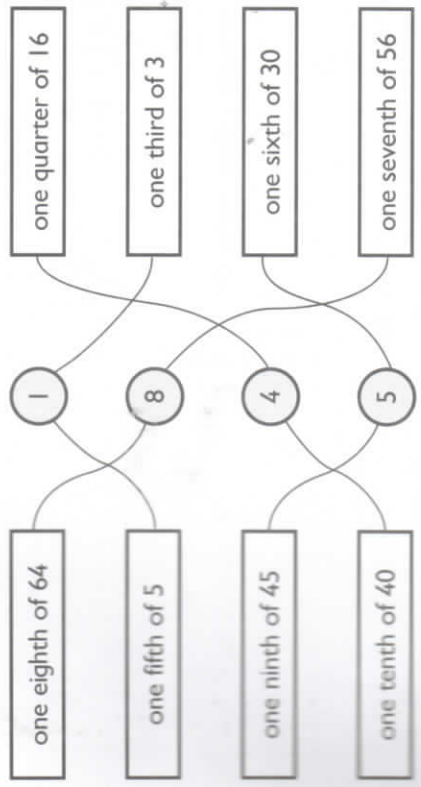 one eighth of 64
one fifth of 5
one ninth of 45
one tenth of 40
1
8
4
5
one quarter of 16
one third of 3
one sixth of 30
one seventh of 56